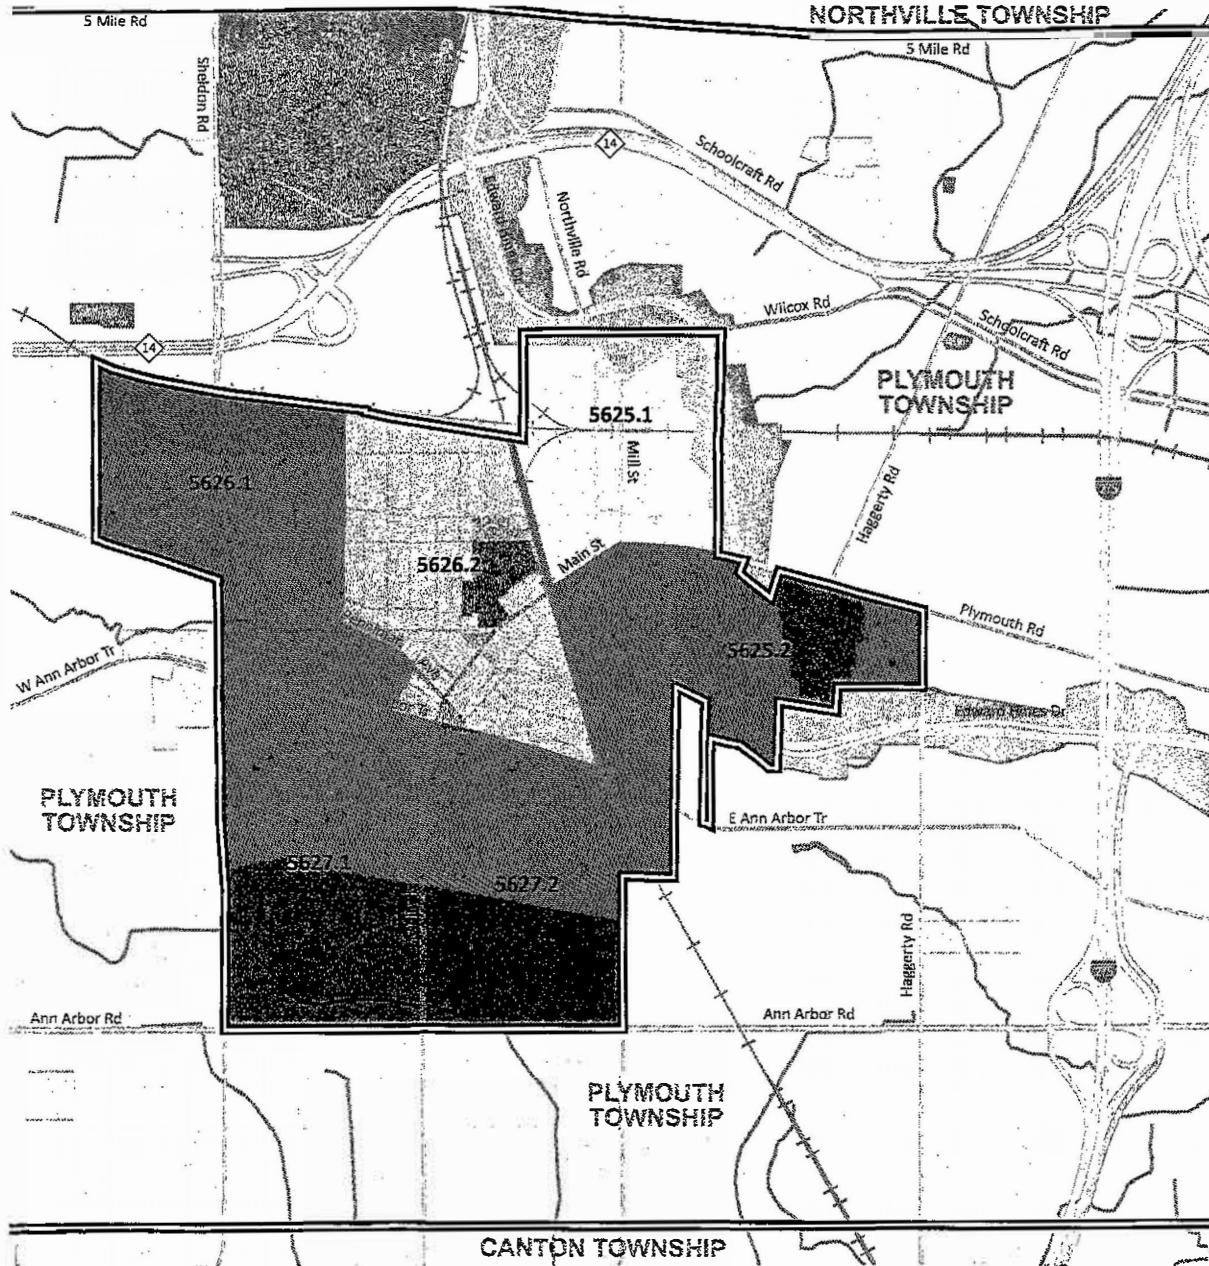 NORTHVILLE TOWNSHIP
5 Mile Rd
5 Mile Rd
Sheldon Rd
14
Schoolcraft Rd
Northville Rd
Wilcox Rd
Schoolcraft Rd
14
PLYMOUTH
TOWNSHIP
5625.1
Mill St
Haggerty Rd
5626.1
5626.2
Main St
Plymouth Rd
5625.2
W Ann Arbor Tr
Edward Hines Dr
PLYMOUTH
TOWNSHIP
E Ann Arbor Tr
5627.1
5627.2
Haggerty Rd
Ann Arbor Rd
Ann Arbor Rd
PLYMOUTH
TOWNSHIP
CANTON TOWNSHIP